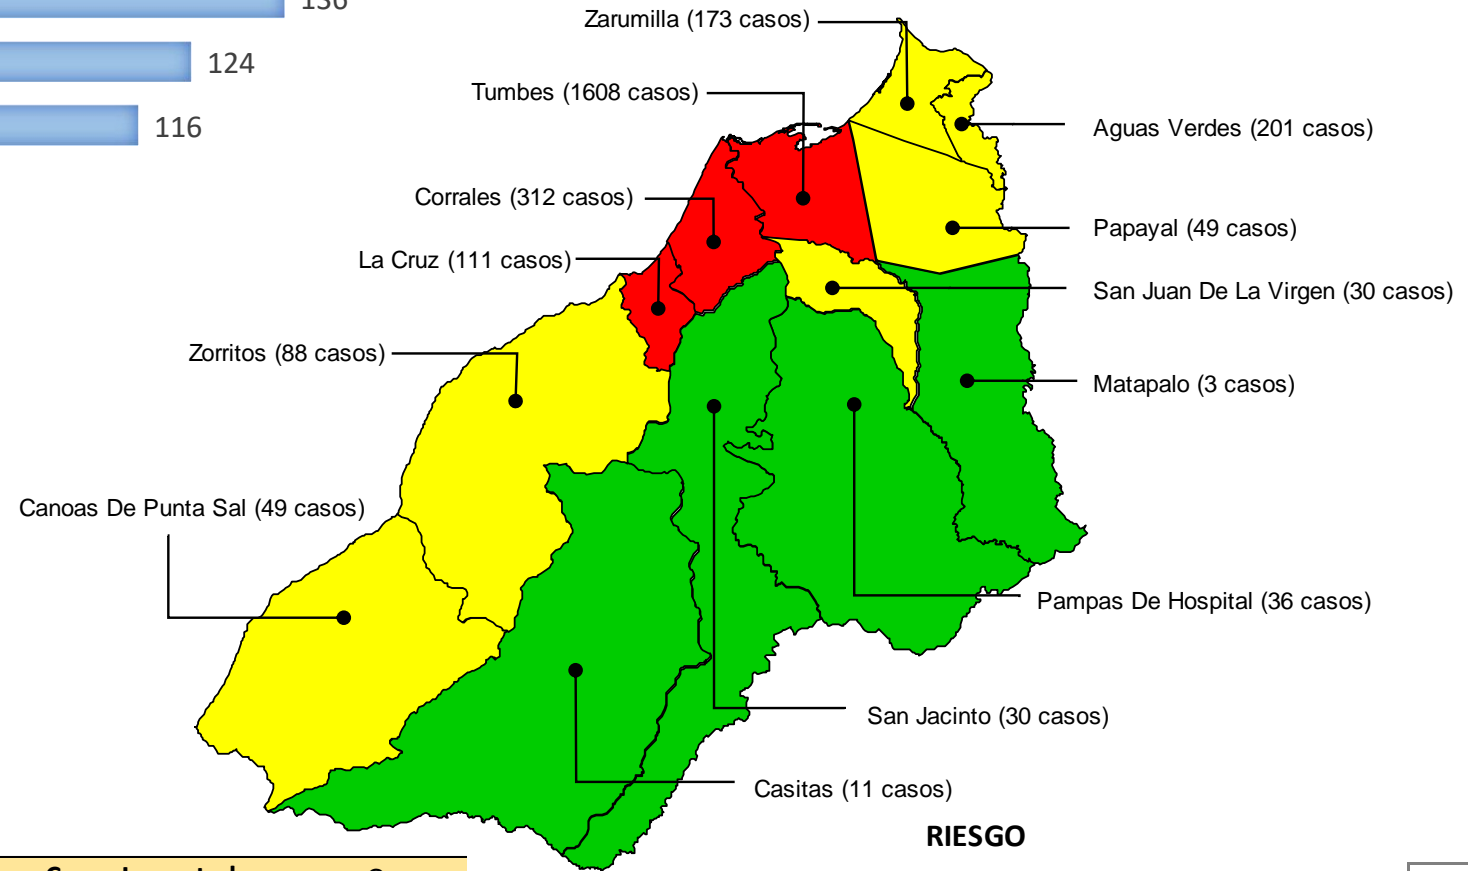 136
124
116
Zarumilla (173 casos)
Tumbes (1608 casos)
Aguas Verdes (201 casos)
Corrales (312 casos)
Papayal (49 casos)
La Cruz (111 casos)
San Juan De La Virgen (30 casos)
Zorritos (88 casos)
Matapalo (3 casos)
Canoas De Punta Sal (49 casos)
Pampas De Hospital (36 casos)
San Jacinto (30 casos)
Casitas (11 casos)
RIESGO